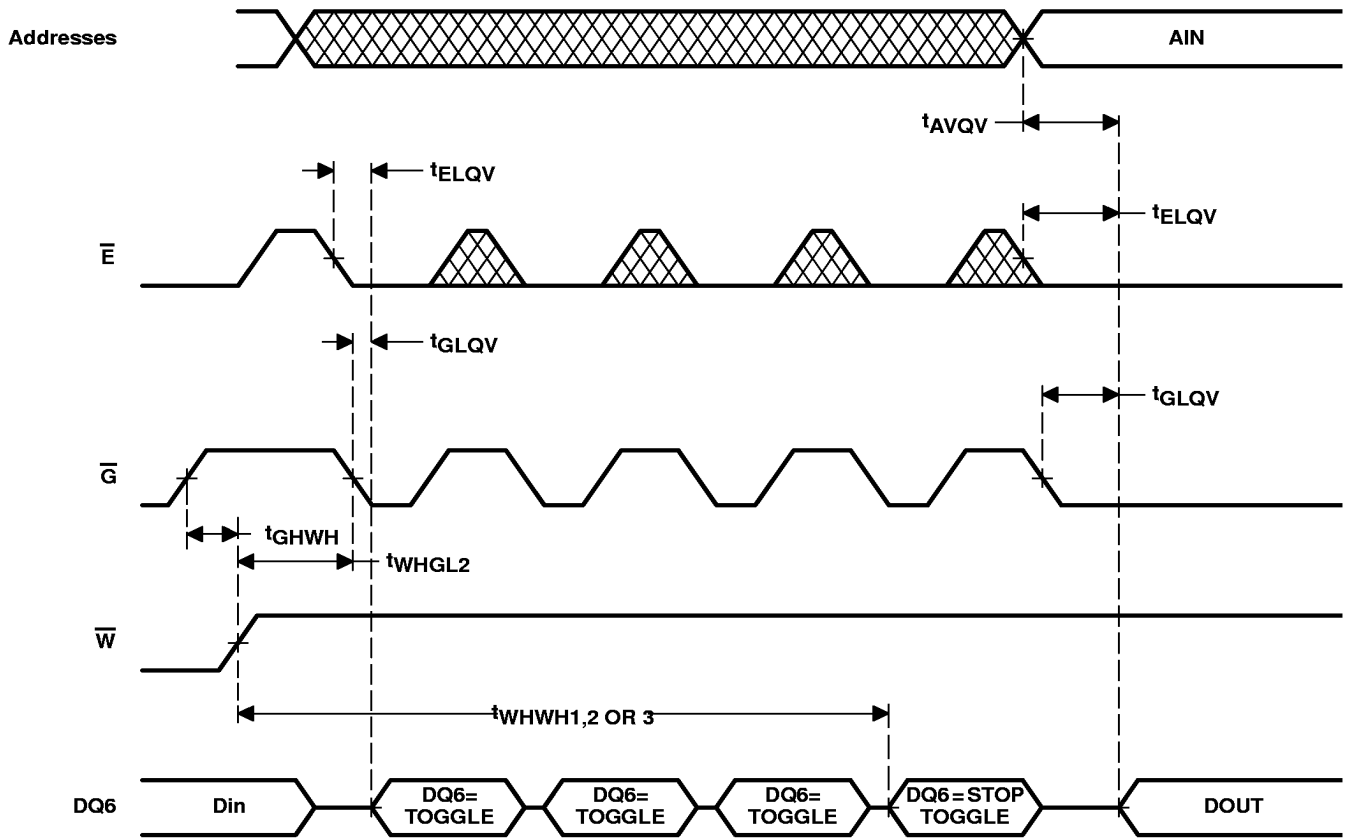 Addresses
AIN
tAVQV
tELQV
tELQV
E
tGLQV
tGLQV
G
tGHWH
tWHGL2
W
tWHWH1,2 OR 3
DQ6
Din
DQ6=
TOGGLE
DQ6=
TOGGLE
DQ6=
TOGGLE
DQ6=STOP
TOGGLE
DOUT